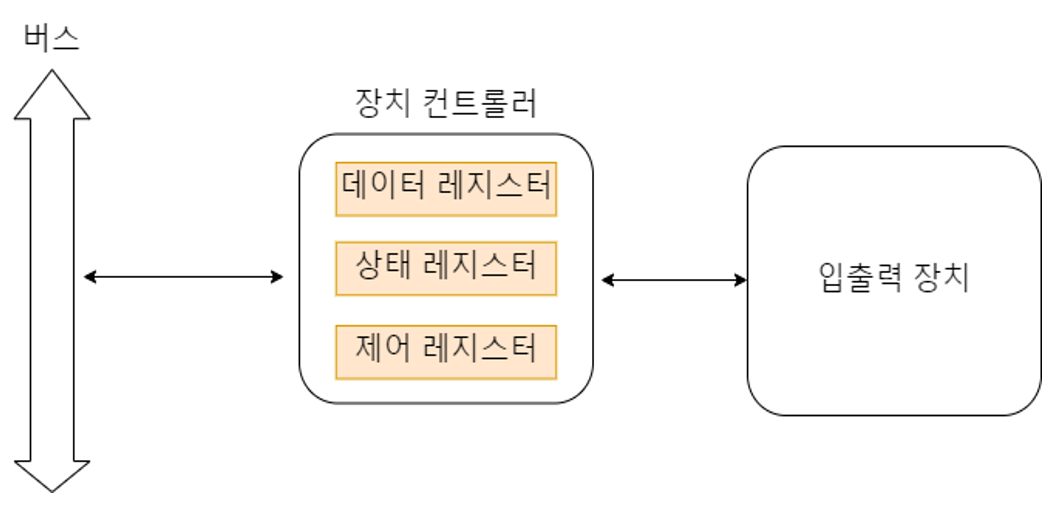 버스
장치 컨트롤러
데이터 레지스터
상태 레지스터
제어 레지스터
입출력 장치